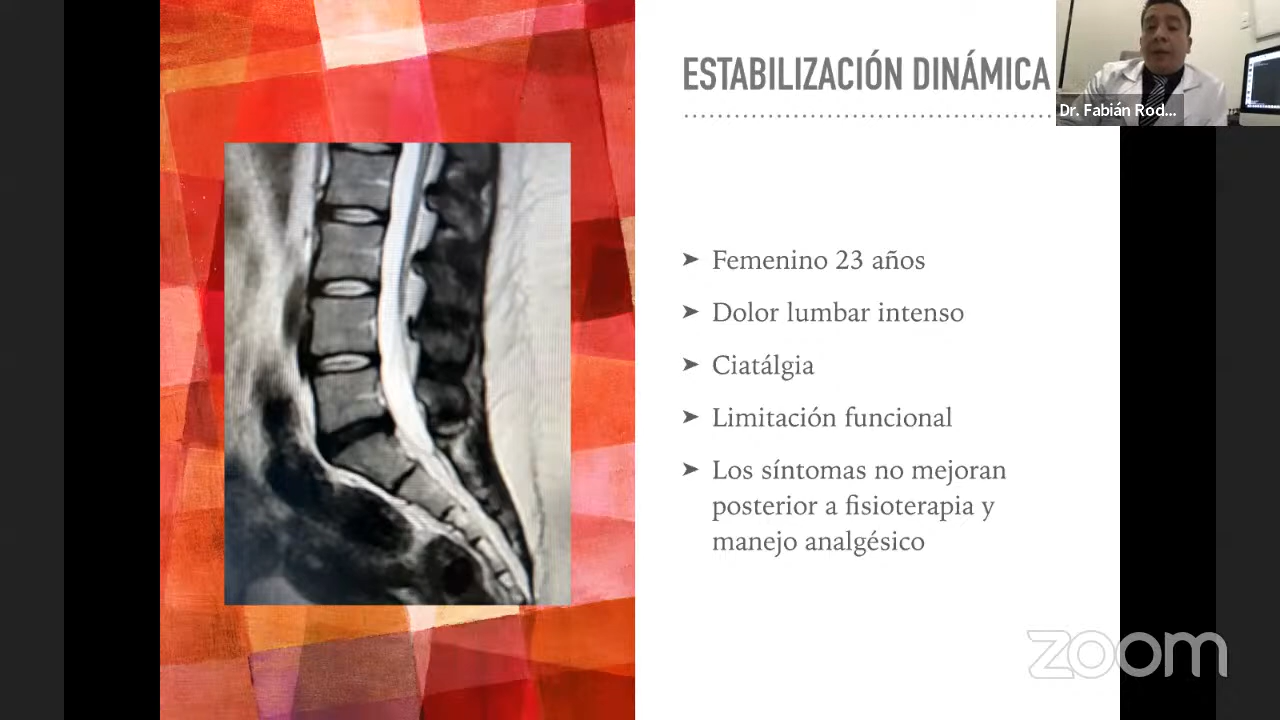 ESTABILIZACIÓN DINÁMICA
Dr. Fabián Rod...
➤ Femenino 23 años
➤ Dolor lumbar intenso
➤ Ciatálgia
➤ Limitación funcional
➤ Los síntomas no mejoran
posterior a fisioterapia y
manejo analgésico
zoom